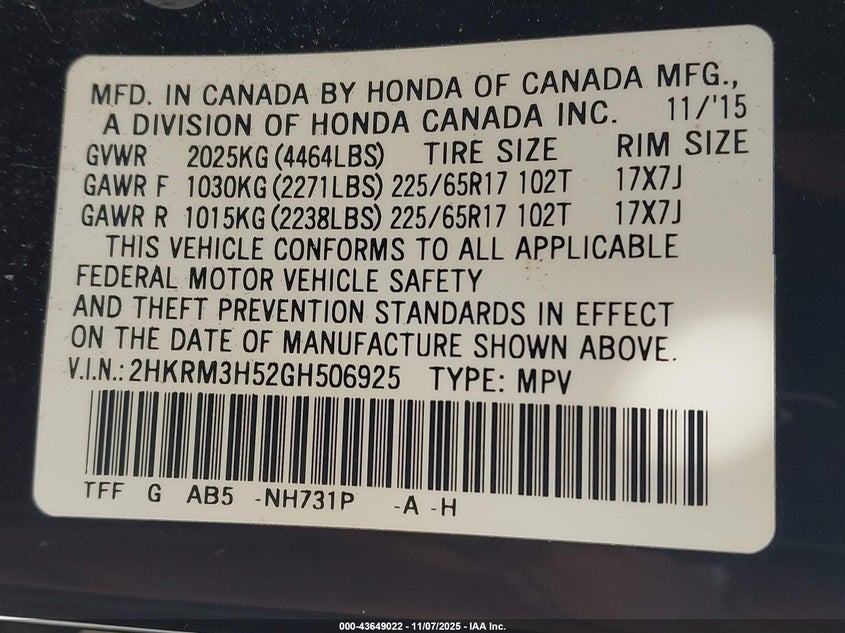 MFD. IN CANADA BY HONDA OF CANADA MFG.,
A DIVISION OF HONDA CANADA INC. 11/'15
GVWR 2025KG (4464LBS) TIRE SIZE RIM SIZE
GAWR F 1030KG (2271LBS) 225/65R17 102T 17X7J
GAWR R 1015KG (2238LBS) 225/65R17 102T 17X7J
THIS VEHICLE CONFORMS TO ALL APPLICABLE
FEDERAL MOTOR VEHICLE SAFETY
AND THEFT PREVENTION STANDARDS IN EFFECT
ON THE DATE OF MANUFACTURE SHOWN ABOVE.
V.I.N.: 2HKRM3H52GH506925 TYPE: MPV
TFF G AB5 -NH731P -A -H
000-43649022 - 11/07/2025 - IAA Inc.